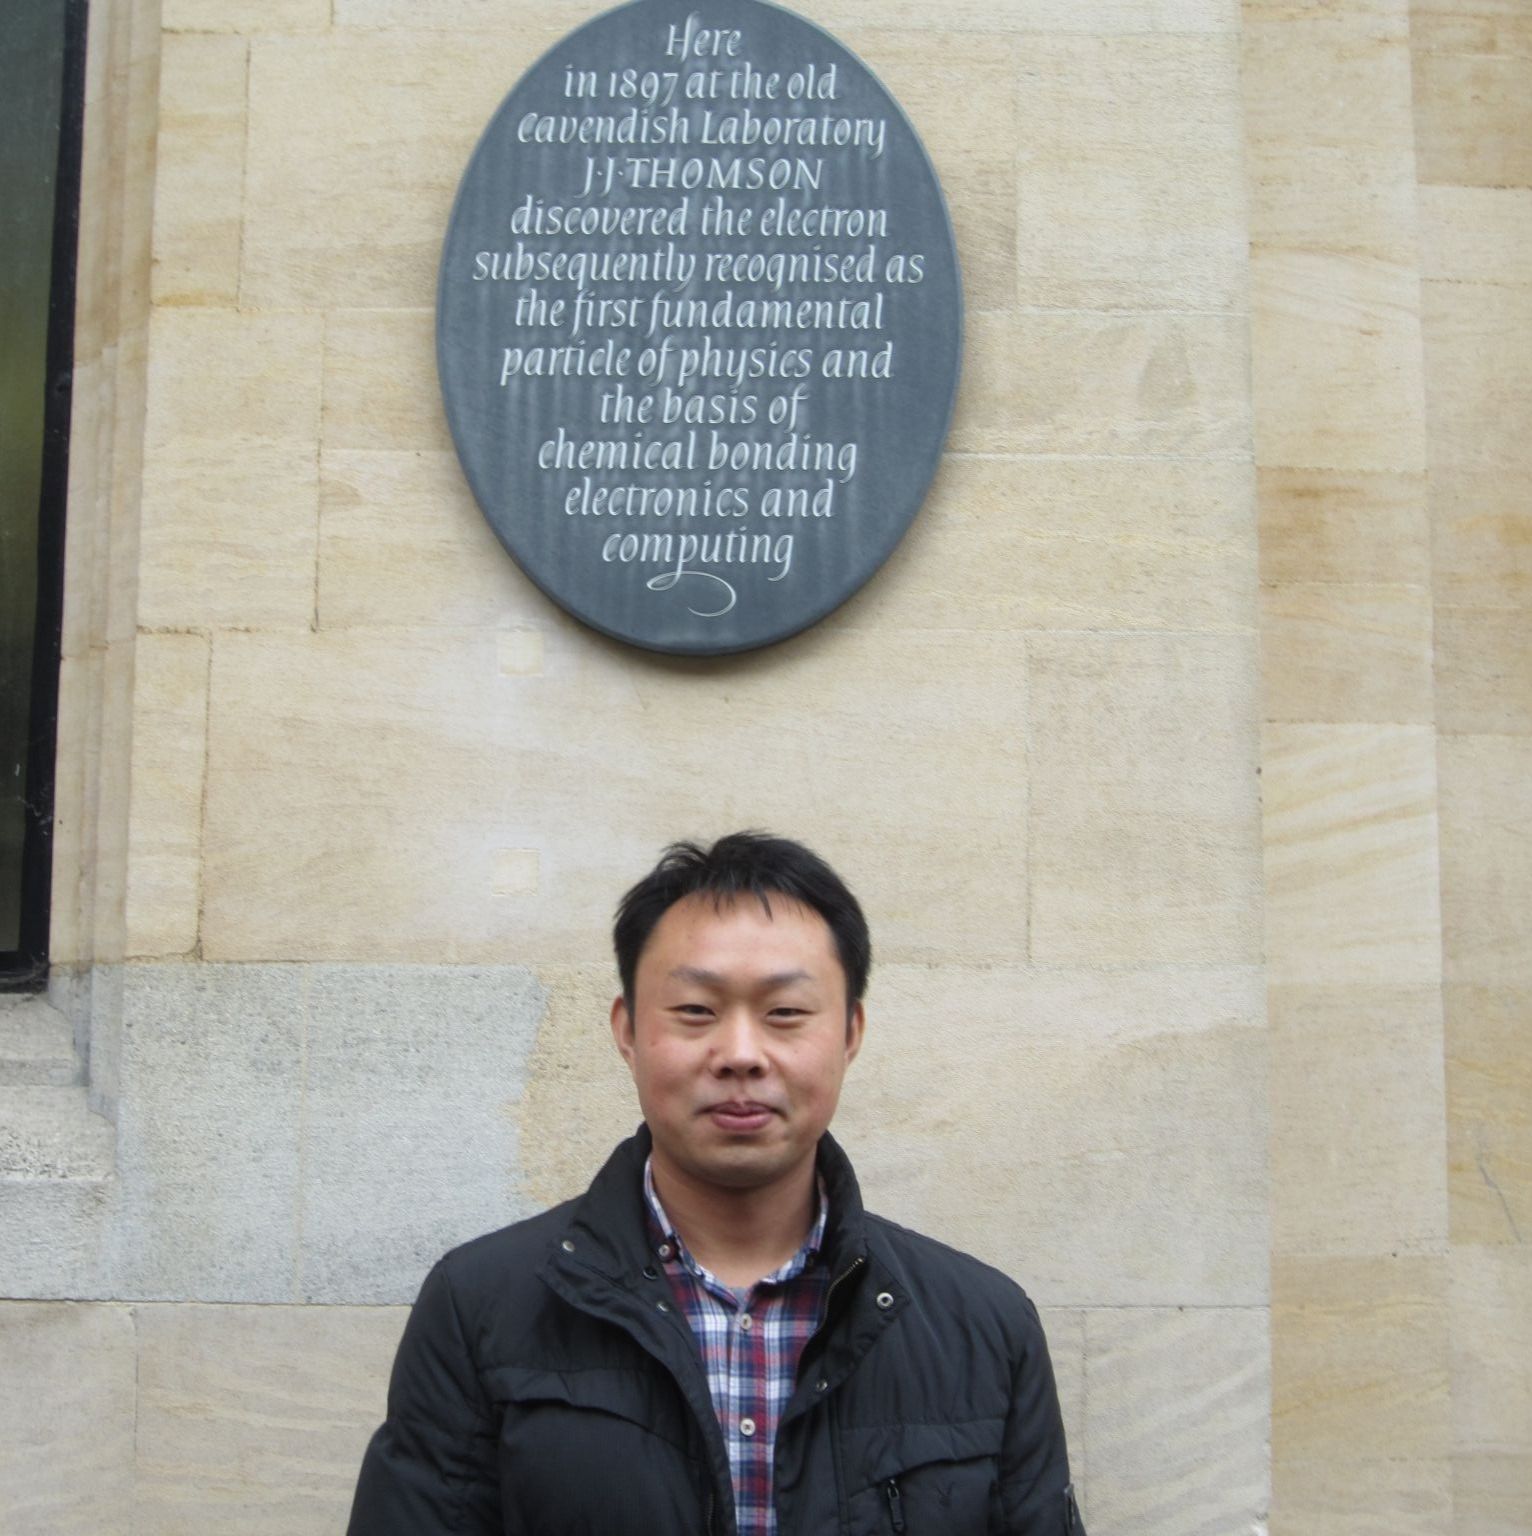 Here
in 1897 at the old
Cavendish Laboratory
J·J·THOMSON
discovered the electron
subsequently recognised as
the first fundamental
particle of physics and
the basis of
chemical bonding
electronics and
computing